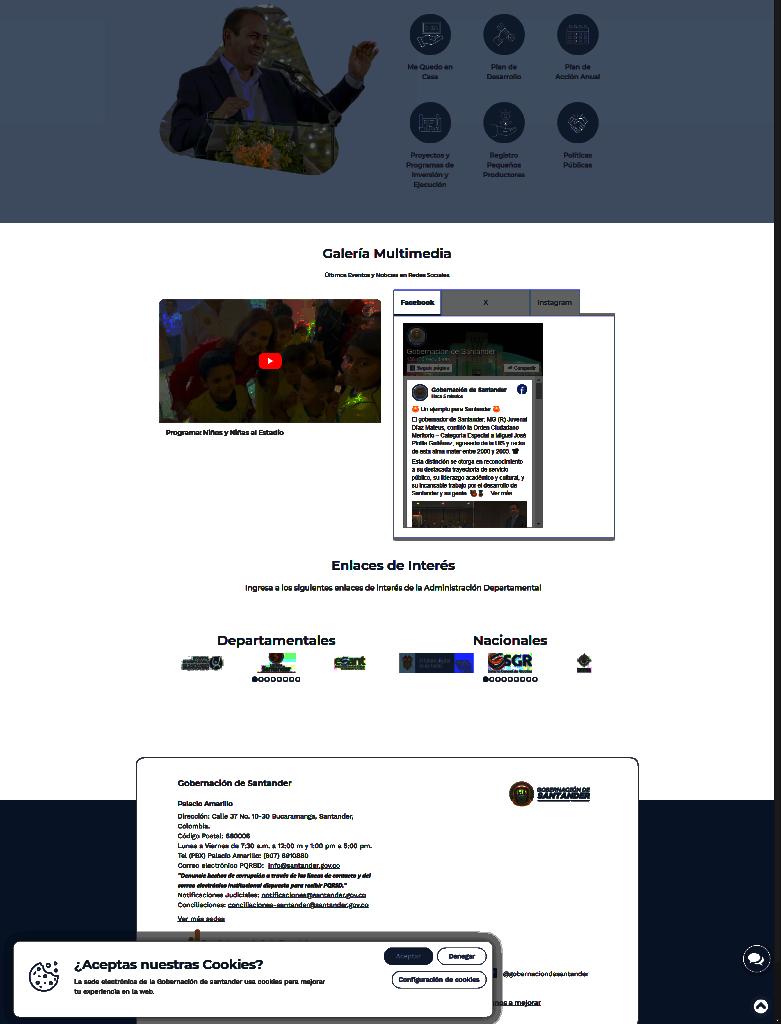 Me Quedo en
Casa
Plan de
Desarrollo
Plan de
Acción Anual
Proyectos y
Programas de
Inversión y
Ejecución
Registro
Pequeños
Productores
Políticas
Públicas
Galería Multimedia
Últimos Eventos y Noticias en Redes Sociales
Facebook
X
Instagram
Programa: Niños y Niñas al Estadio
Gobernación de Santander
Seguir página
Compartir
Gobernación de Santander
Un ejemplo para Santander
El gobernador de Santander, MG (R) Juvenal
Díaz Mateus, confirió la Orden Ciudadano
Meritorio – Categoría Especial a Miguel José
Pinilla Gutiérrez, egresado de la UIS y rector
de esta alma mater entre 2000 y 2005.
Esta distinción se otorga en reconocimiento
a su destacada trayectoria de servicio
público, su liderazgo académico y cultural, y
su incansable trabajo por el desarrollo de
Santander y su gente. Ver más
Enlaces de Interés
Ingresa a los siguientes enlaces de interés de la Administración Departamental
Departamentales
Nacionales
eSant
SGR
Gobernación de Santander
GOBERNACIÓN DE
SANTANDER
Palacio Amarillo
Dirección: Calle 37 No. 10-30 Bucaramanga, Santander,
Colombia.
Código Postal: 680006
Lunes a Viernes de 7:30 a.m. a 12:00 m y 1:00 pm a 5:00 pm.
Tel (PBX) Palacio Amarillo: (607) 6910880
Correo electrónico PQRSD: info@santander.gov.co
"Denuncie hechos de corrupción a través de las líneas de contacto y del
correo electrónico institucional dispuesto para recibir PQRSD."
Notificaciones Judiciales: notificaciones@santander.gov.co
Conciliaciones: conciliaciones-santander@santander.gov.co
Ver más sedes
¿Aceptas nuestras Cookies?
La sede electrónica de la Gobernación de santander usa cookies para mejorar
tu experiencia en la web.
Aceptar
Denegar
Configuración de cookies
@gobernaciondesantander
nos a mejorar